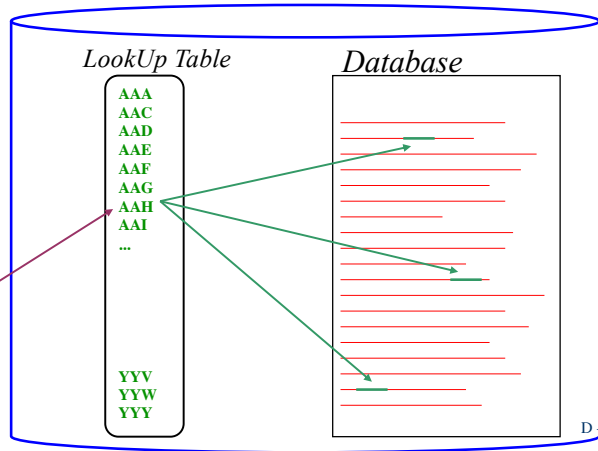 LookUp Table
Database
AAA
AAC
AAD
AAE
AAF
AAG
AAH
AAI
...
YYV
YYW
YYY
D